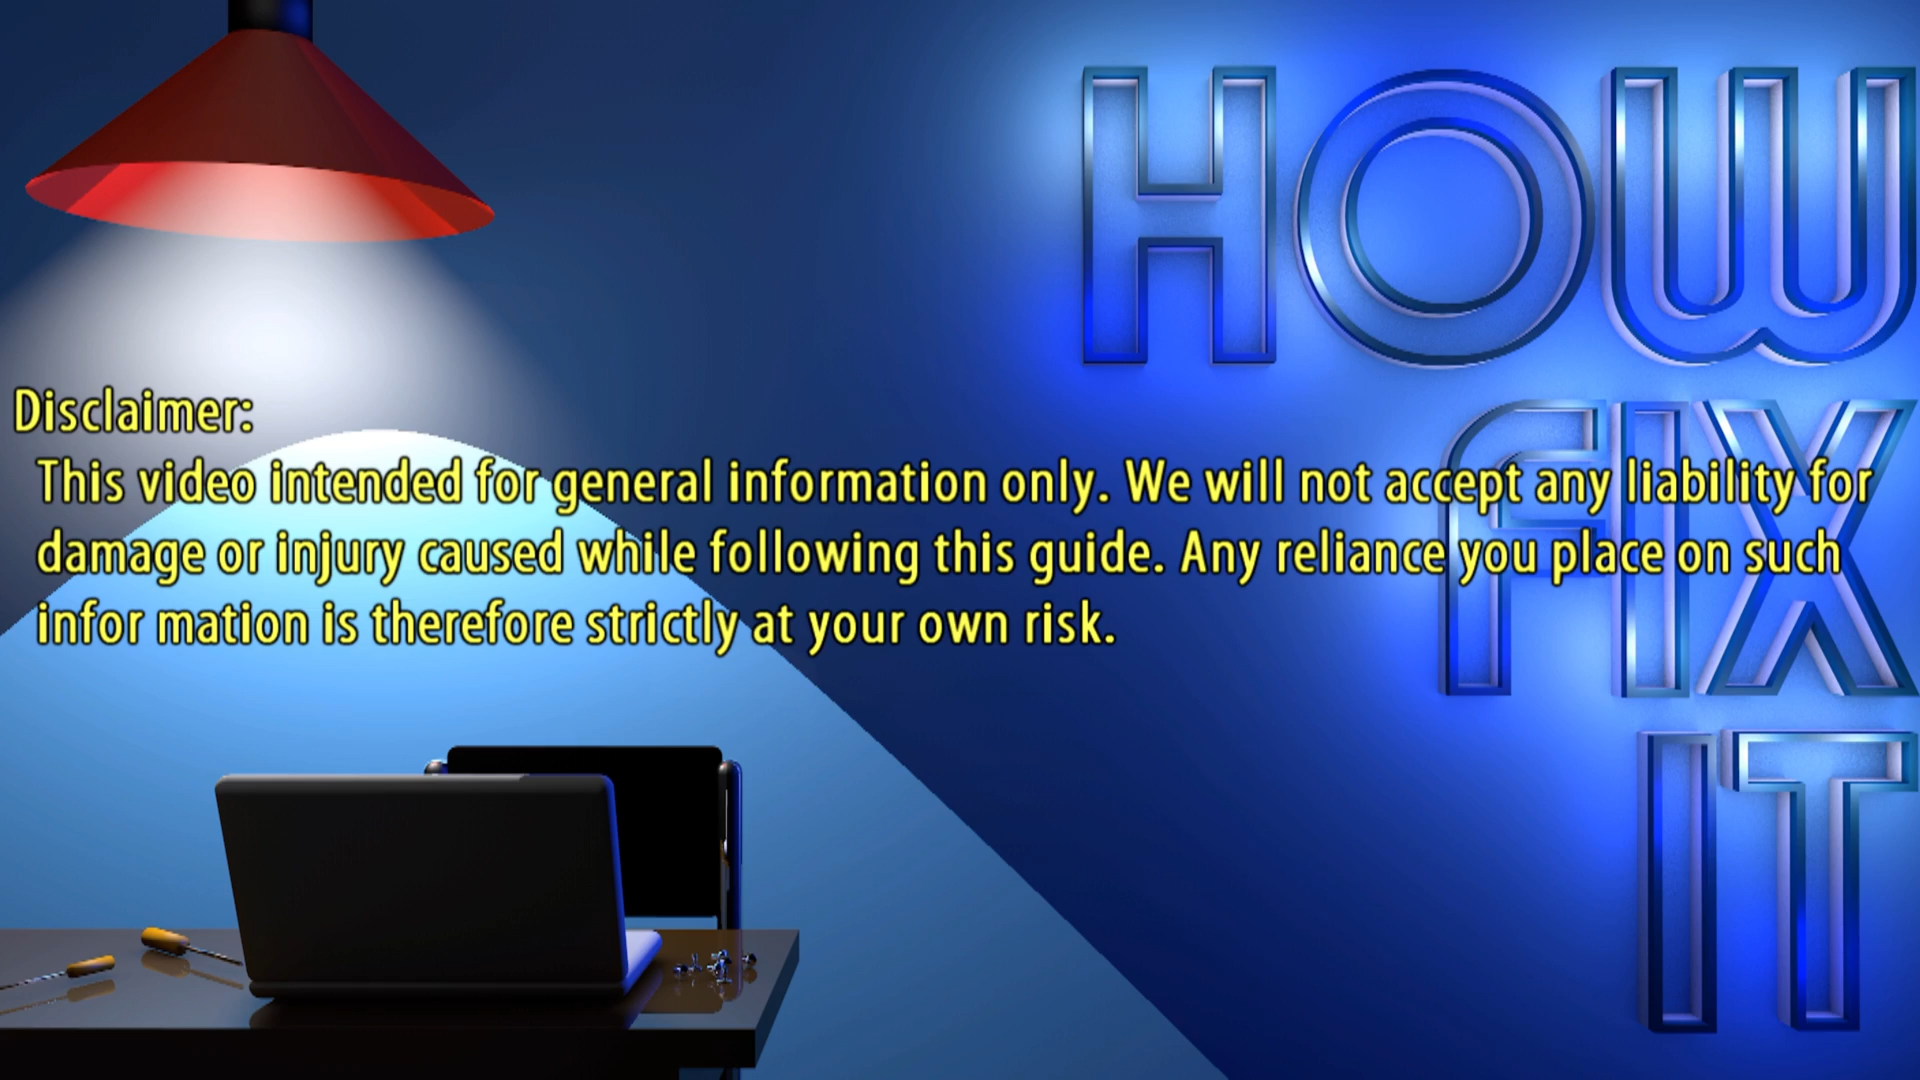 HOW
FIX
IT
Disclaimer:
This video intended for general information only. We will not accept any liability for
damage or injury caused while following this guide. Any reliance you place on such
infor mation is therefore strictly at your own risk.